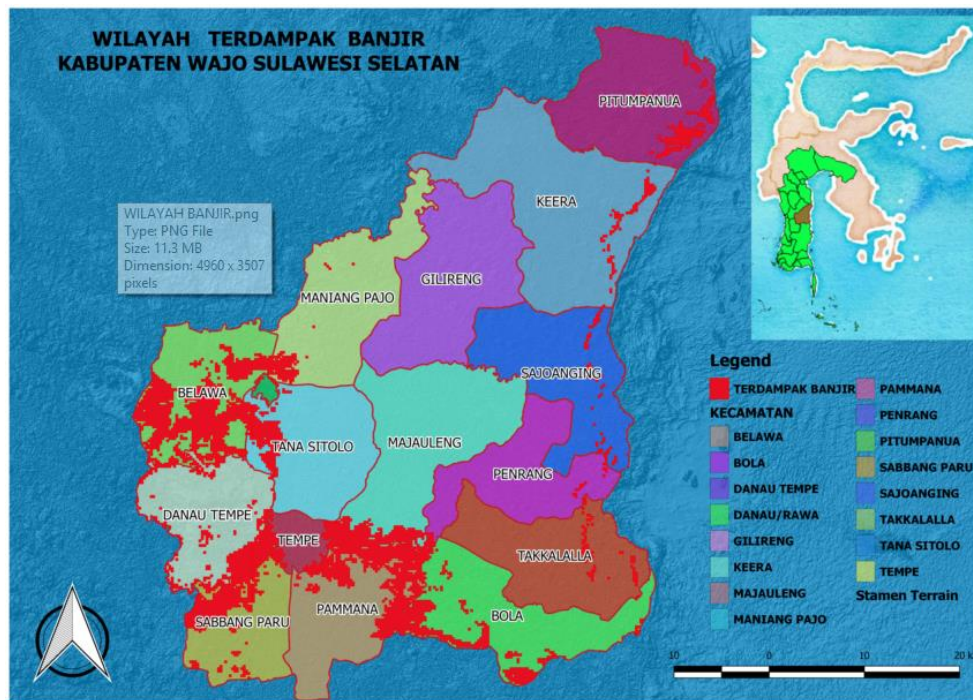 WILAYAH TERDAMPAK BANJIR
KABUPATEN WAJO SULAWESI SELATAN
PITUMPANUA
KEERA
WILAYAH BANJIR.png
Type: PNG File
Size: 11.3 MB
Dimension: 4960 x 3507
pixels
GILIRENG
MANIANG PAJO
SAJOANGING
BELAWA
TANA SITOLO
MAJAULENG
PENRANG
DANAU TEMPE
TEMPE
TAKKALALLA
SABBANG PARU
PAMMANA
BOLA
Legend
TERDAMPAK BANJIR
KECAMATAN
BELAWA
BOLA
DANAU TEMPE
DANAU/RAWA
GILIRENG
KEERA
MAJAULENG
MANIANG PAJO
PAMMANA
PENRANG
PITUMPANUA
SABBANG PARU
SAJOANGING
TAKKALALLA
TANA SITOLO
TEMPE
Stamen Terrain
10 0 10 20 k